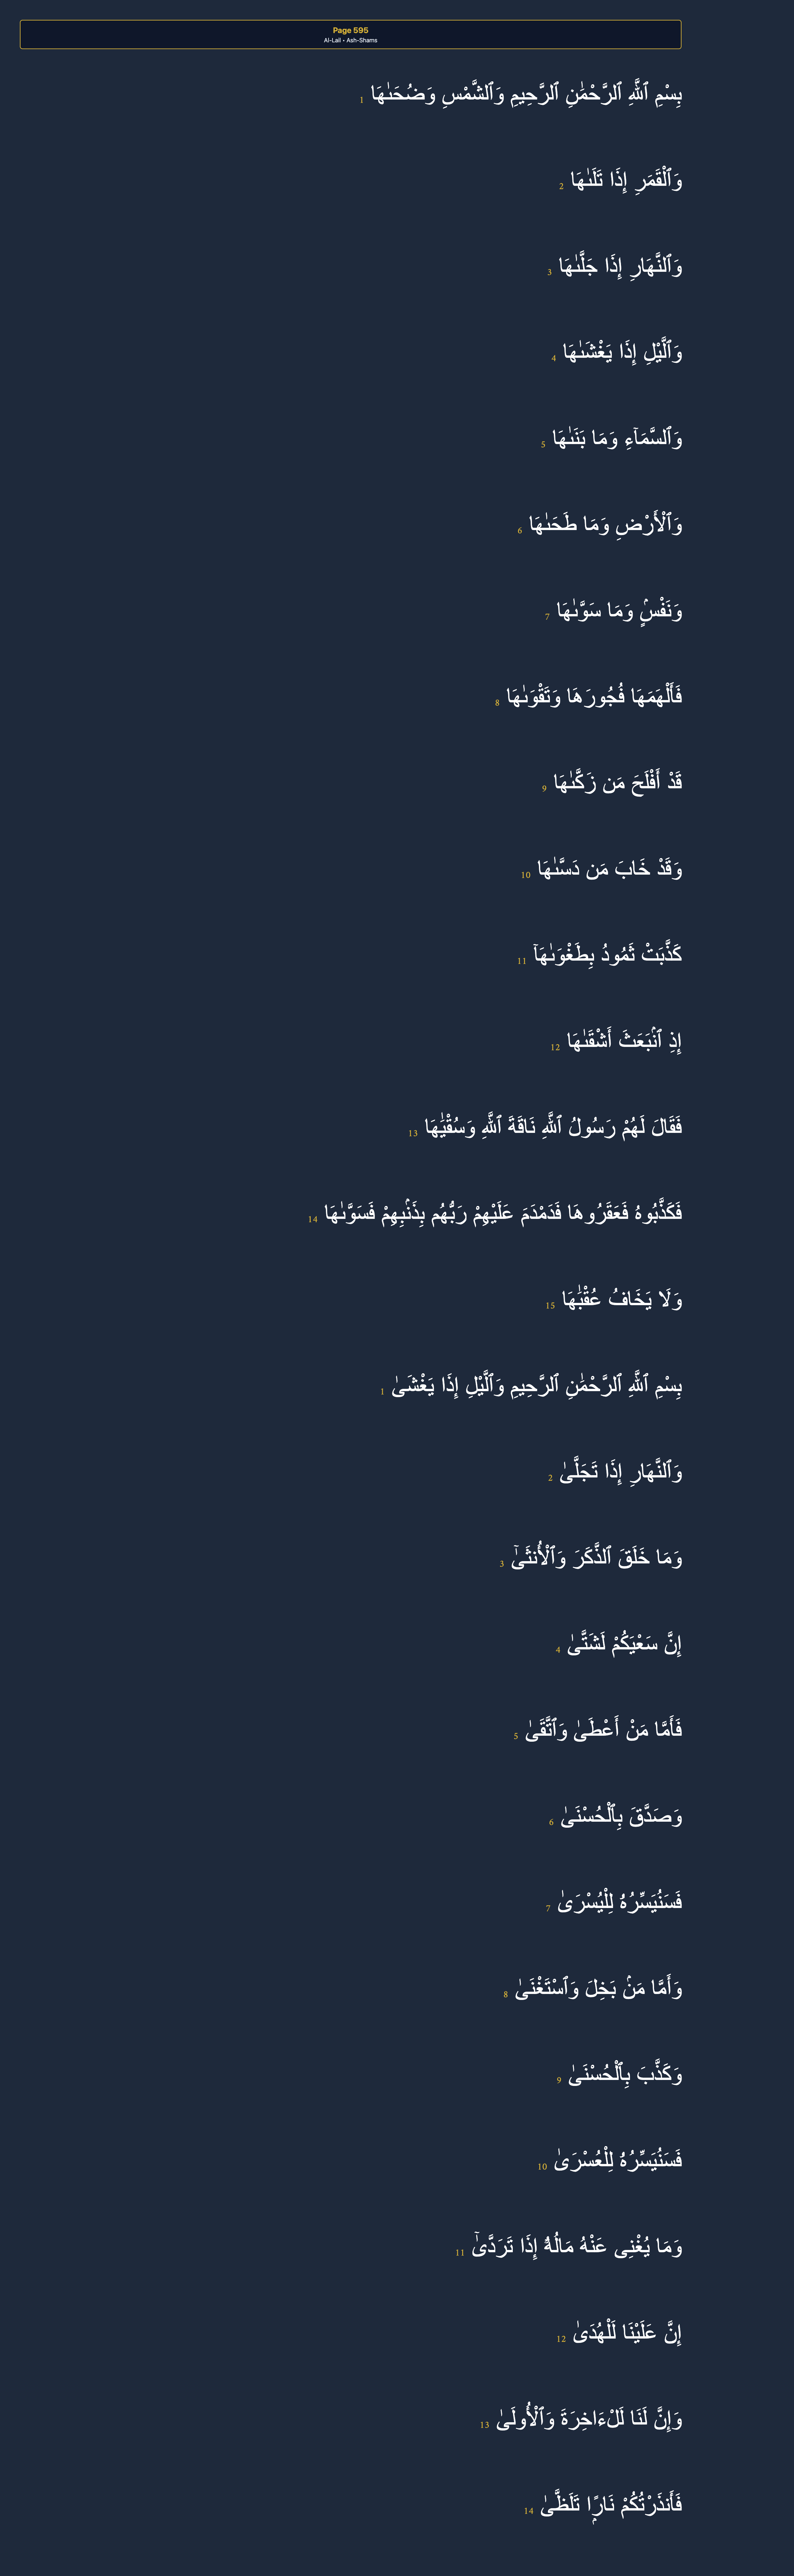 Page 595
Al-Lail • Ash-Shams
بِسْمِ ٱللَّهِ ٱلرَّحْمَٰنِ ٱلرَّحِيمِ وَٱلشَّمْسِ وَضُحَىٰهَا 1
وَٱلْقَمَرِ إِذَا تَلَىٰهَا 2
وَٱلنَّهَارِ إِذَا جَلَّىٰهَا 3
وَٱلَّيْلِ إِذَا يَغْشَىٰهَا 4
وَٱلسَّمَآءِ وَمَا بَنَىٰهَا 5
وَٱلْأَرْضِ وَمَا طَحَىٰهَا 6
وَنَفْسٍۢ وَمَا سَوَّىٰهَا 7
فَأَلْهَمَهَا فُجُورَهَا وَتَقْوَىٰهَا 8
قَدْ أَفْلَحَ مَن زَكَّىٰهَا 9
وَقَدْ خَابَ مَن دَسَّىٰهَا 10
كَذَّبَتْ ثَمُودُ بِطَغْوَىٰهَآ 11
إِذِ ٱنۢبَعَثَ أَشْقَىٰهَا 12
فَقَالَ لَهُمْ رَسُولُ ٱللَّهِ نَاقَةَ ٱللَّهِ وَسُقْيَٰهَا 13
فَكَذَّبُوهُ فَعَقَرُوهَا فَدَمْدَمَ عَلَيْهِمْ رَبُّهُم بِذَنۢبِهِمْ فَسَوَّىٰهَا 14
وَلَا يَخَافُ عُقْبَٰهَا 15
بِسْمِ ٱللَّهِ ٱلرَّحْمَٰنِ ٱلرَّحِيمِ وَٱلَّيْلِ إِذَا يَغْشَىٰ 1
وَٱلنَّهَارِ إِذَا تَجَلَّىٰ 2
وَمَا خَلَقَ ٱلذَّكَرَ وَٱلْأُنثَىٰٓ 3
إِنَّ سَعْيَكُمْ لَشَتَّىٰ 4
فَأَمَّا مَنْ أَعْطَىٰ وَٱتَّقَىٰ 5
وَصَدَّقَ بِٱلْحُسْنَىٰ 6
فَسَنُيَسِّرُهُۥ لِلْيُسْرَىٰ 7
وَأَمَّا مَنۢ بَخِلَ وَٱسْتَغْنَىٰ 8
وَكَذَّبَ بِٱلْحُسْنَىٰ 9
فَسَنُيَسِّرُهُۥ لِلْعُسْرَىٰ 10
وَمَا يُغْنِى عَنْهُ مَالُهُۥٓ إِذَا تَرَدَّىٰٓ 11
إِنَّ عَلَيْنَا لَلْهُدَىٰ 12
وَإِنَّ لَنَا لَلْءَاخِرَةَ وَٱلْأُولَىٰ 13
فَأَنذَرْتُكُمْ نَارًۭا تَلَظَّىٰ 14